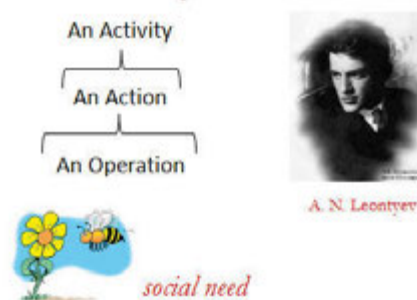 An Activity
An Action
An Operation
A. N. Leontyev
social need